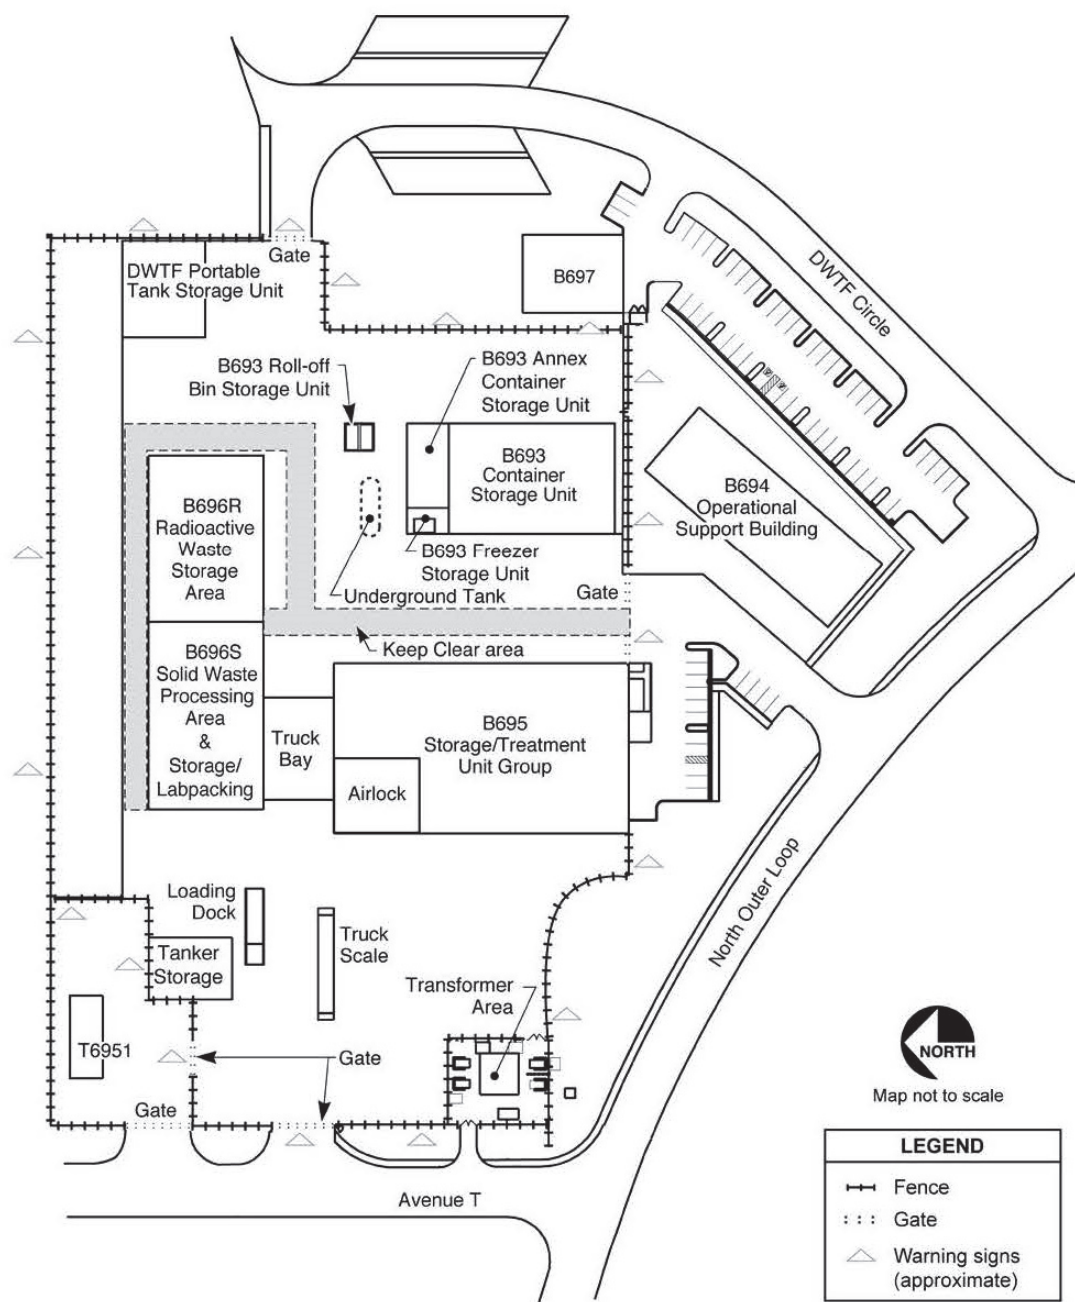 DWTF Circle
Gate
DWTF Portable
Tank Storage Unit
B697
B693 Roll-off
Bin Storage Unit
B693 Annex
Container
Storage Unit
B693
Container
Storage Unit
B694
Operational
Support Building
B696R
Radioactive
Waste
Storage
Area
B693 Freezer
Storage Unit
Underground Tank
Gate
Keep Clear area
B696S
Solid Waste
Processing
Area
&
Storage/
Labpacking
Truck
Bay
B695
Storage/Treatment
Unit Group
Airlock
North Outer Loop
Loading
Dock
Truck
Scale
Tanker
Storage
Transformer
Area
T6951
Gate
Gate
Avenue T
NORTH
Map not to scale
LEGEND
Fence
Gate
Warning signs
(approximate)